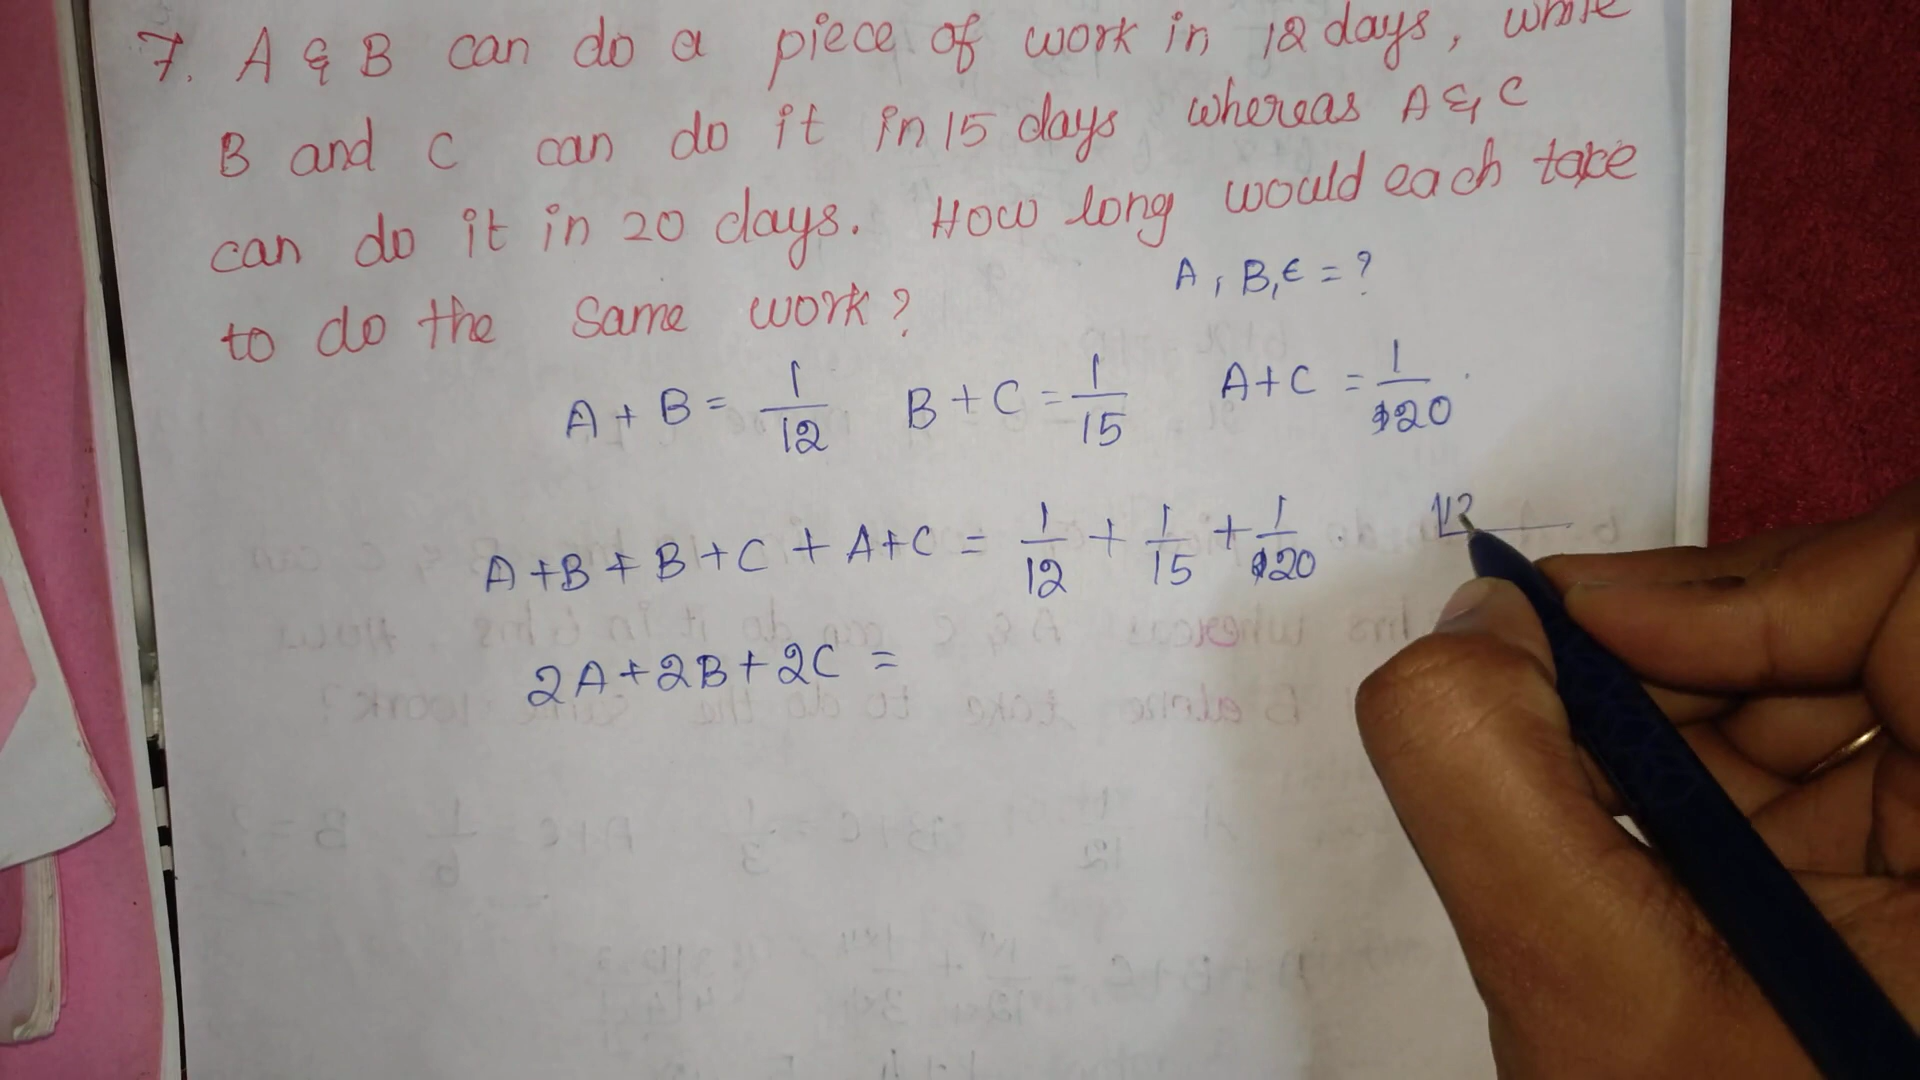 7. A & B can do a piece of work in 12 days, while
B and C can do it in 15 days whereas A & C
can do it in 20 days. How long would each take
to do the same work?
A, B, C = ?
A + B = 1/12 B + C = 1/15 A + C = 1/20
A + B + B + C + A + C = 1/12 + 1/15 + 1/20
2A + 2B + 2C =